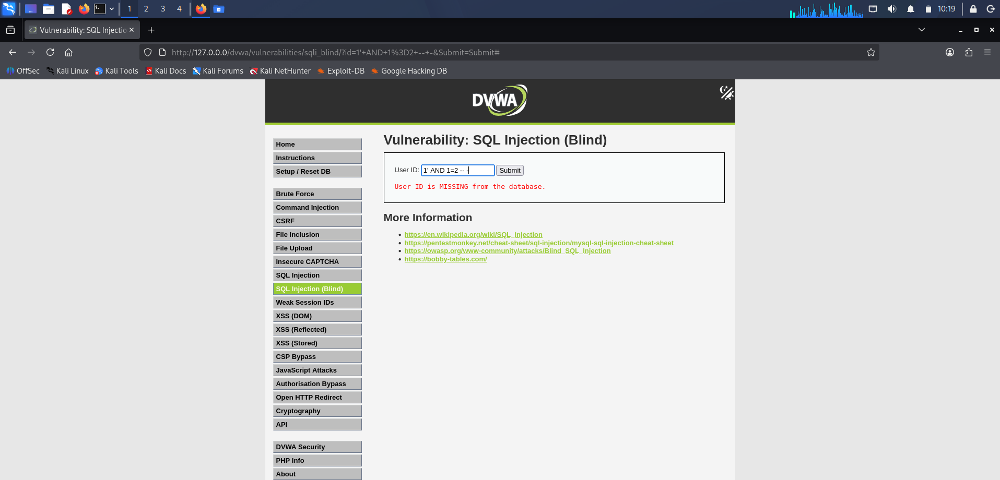 1 2 3 4 10:19
Vulnerability: SQL Injectio
http://127.0.0.0/dvwa/vulnerabilities/sqli_blind/?id=1'+AND+1%3D2+--+-&Submit=Submit#
OffSec Kali Linux Kali Tools Kali Docs Kali Forums Kali NetHunter Exploit-DB Google Hacking DB
DVWA
Home
Instructions
Setup / Reset DB
Brute Force
Command Injection
CSRF
File Inclusion
File Upload
Insecure CAPTCHA
SQL Injection
SQL Injection (Blind)
Weak Session IDs
XSS (DOM)
XSS (Reflected)
XSS (Stored)
CSP Bypass
JavaScript Attacks
Authorisation Bypass
Open HTTP Redirect
Cryptography
API
DVWA Security
PHP Info
About
Vulnerability: SQL Injection (Blind)
User ID: 1' AND 1=2 -- - Submit
User ID is MISSING from the database.
More Information
https://en.wikipedia.org/wiki/SQL_injection
https://pentestmonkey.net/cheat-sheet/sql-injection/mysql-sql-injection-cheat-sheet
https://owasp.org/www-community/attacks/Blind_SQL_Injection
https://bobby-tables.com/